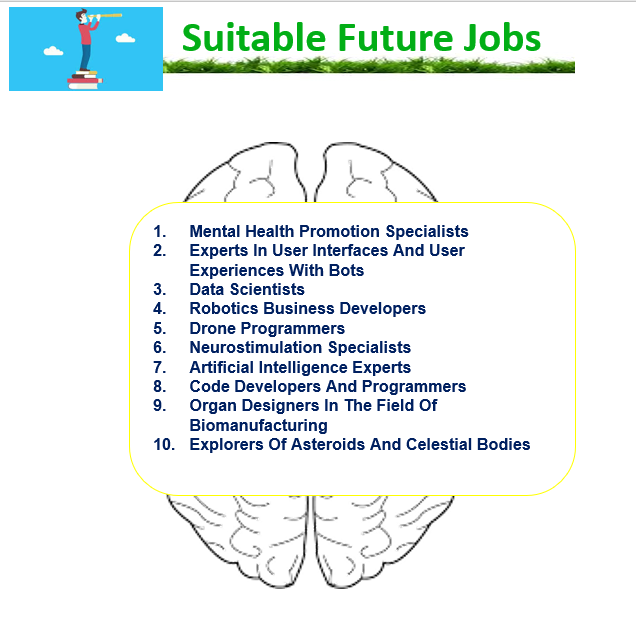 Suitable Future Jobs
1. Mental Health Promotion Specialists
2. Experts In User Interfaces And User
Experiences With Bots
3. Data Scientists
4. Robotics Business Developers
5. Drone Programmers
6. Neurostimulation Specialists
7. Artificial Intelligence Experts
8. Code Developers And Programmers
9. Organ Designers In The Field Of
Biomanufacturing
10. Explorers Of Asteroids And Celestial Bodies